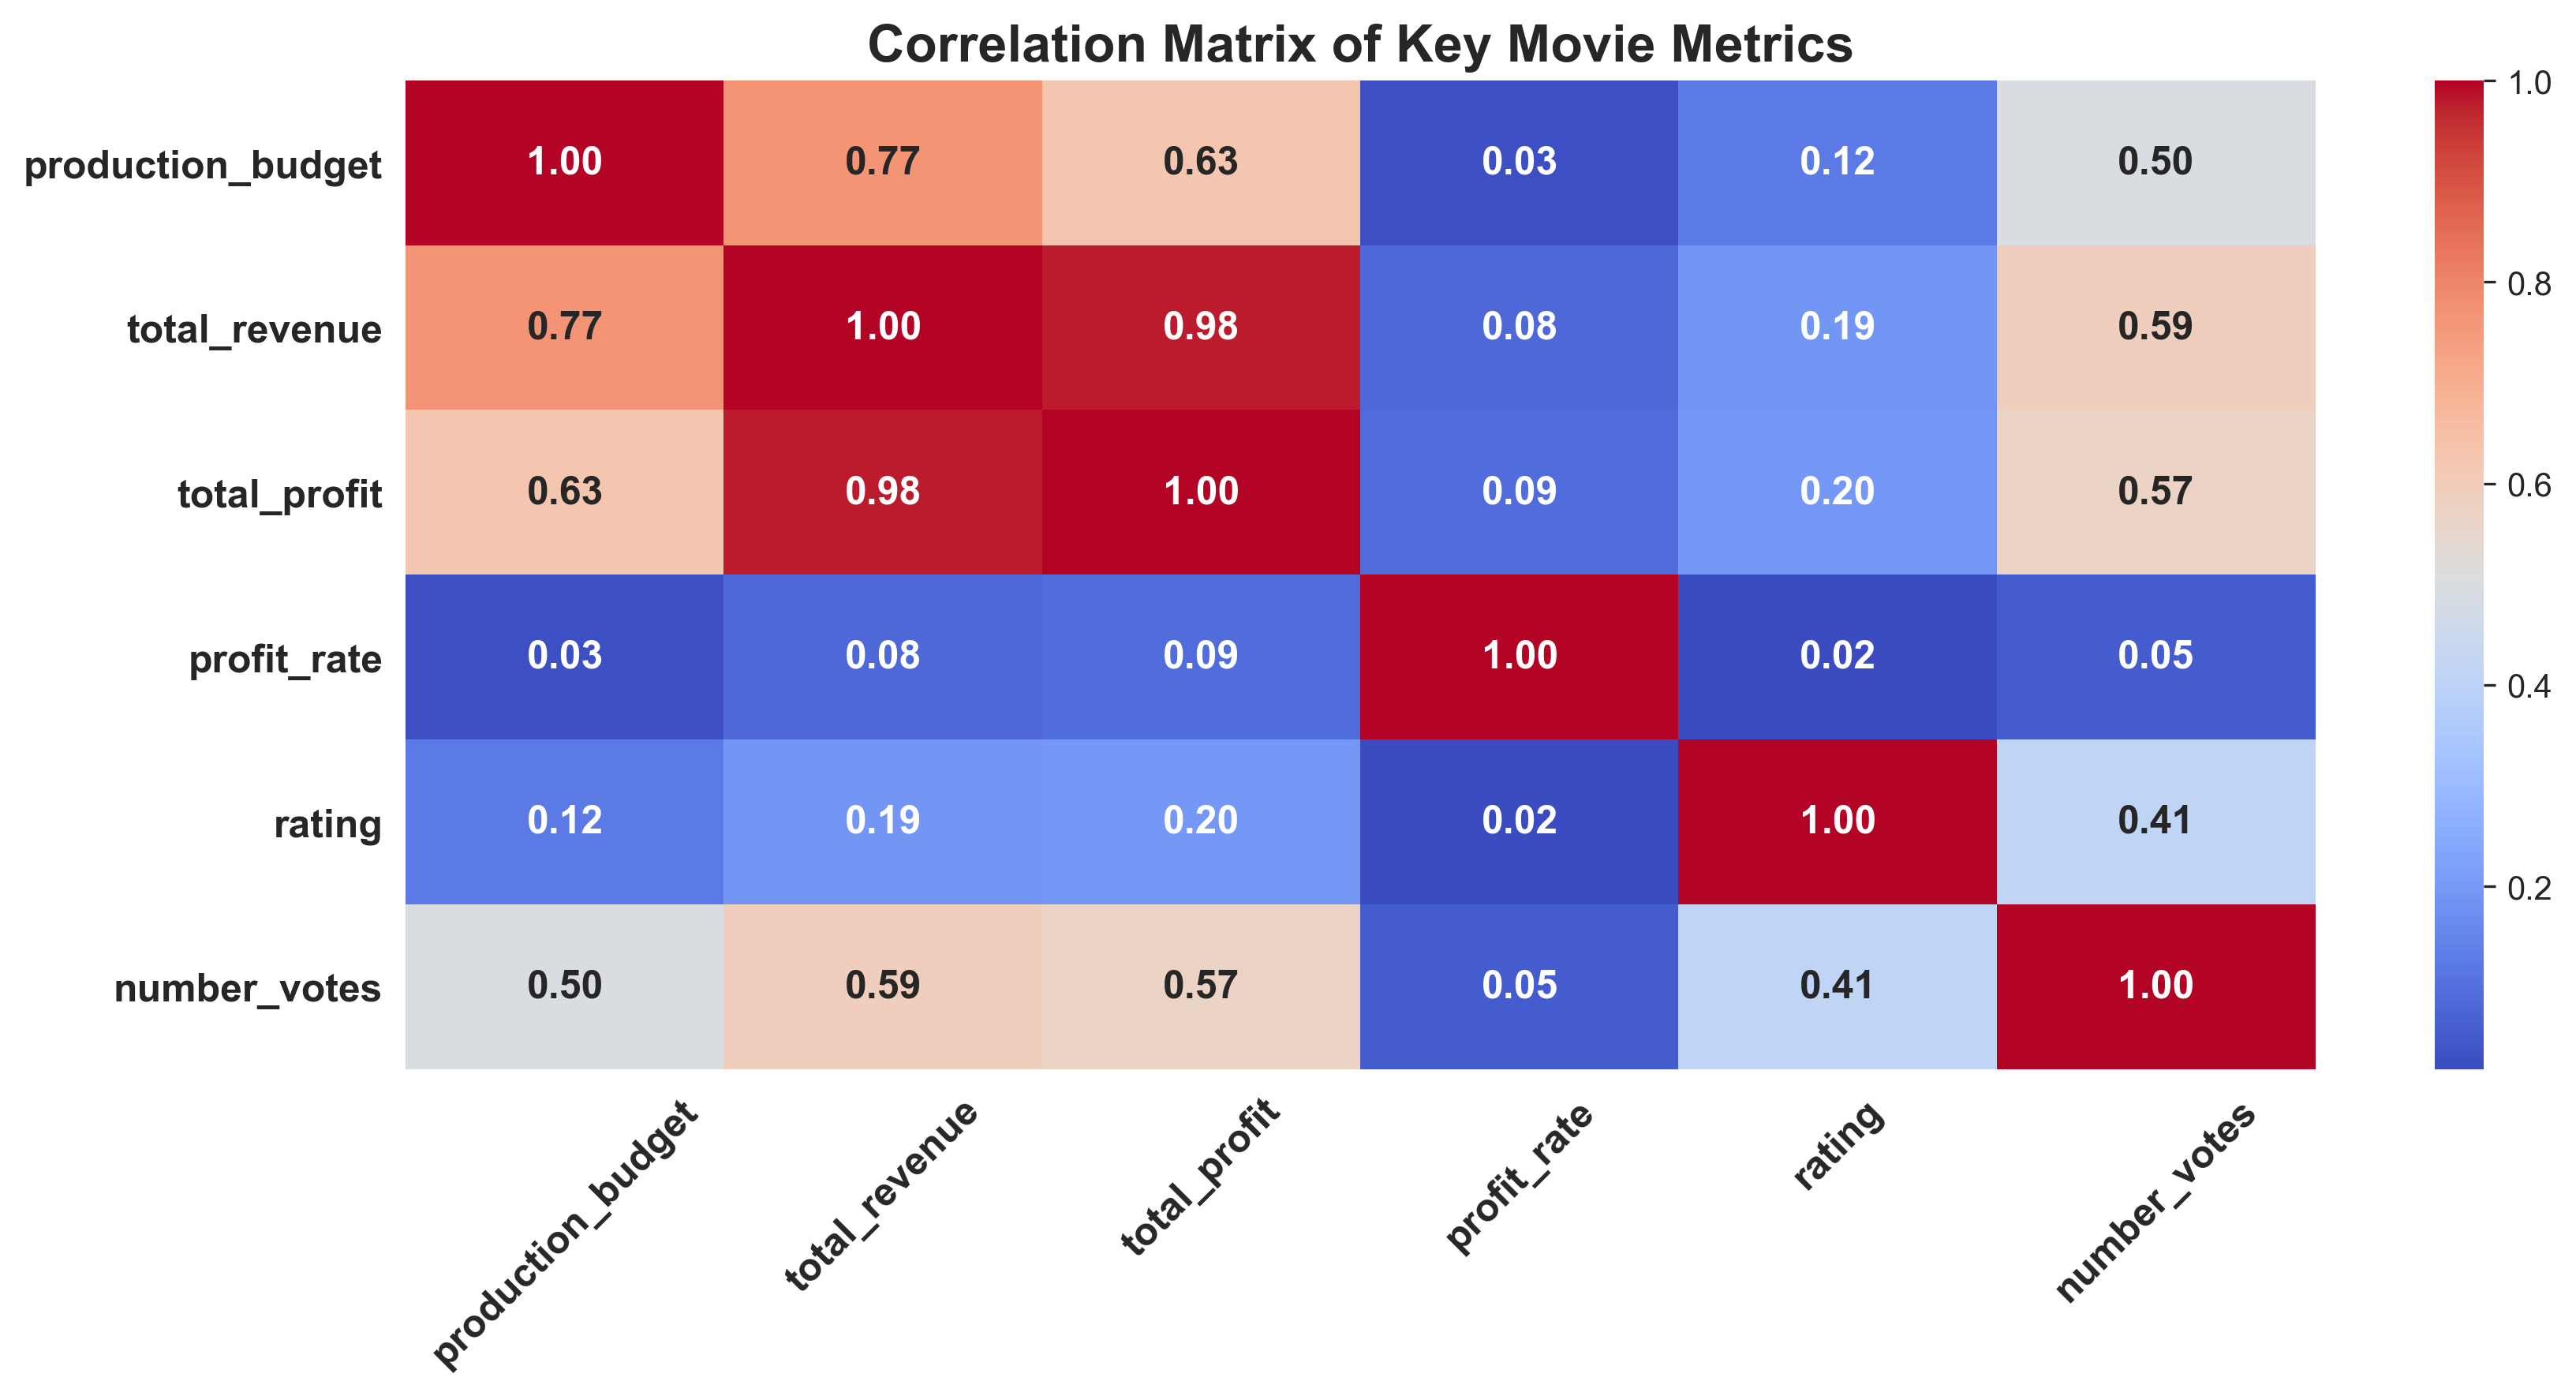 Correlation Matrix of Key Movie Metrics
production_budget 1.00 0.77 0.63 0.03 0.12 0.50
total_revenue 0.77 1.00 0.98 0.08 0.19 0.59
total_profit 0.63 0.98 1.00 0.09 0.20 0.57
profit_rate 0.03 0.08 0.09 1.00 0.02 0.05
rating 0.12 0.19 0.20 0.02 1.00 0.41
number_votes 0.50 0.59 0.57 0.05 0.41 1.00
production_budget
total_revenue
total_profit
profit_rate
rating
number_votes
1.0
0.8
0.6
0.4
0.2